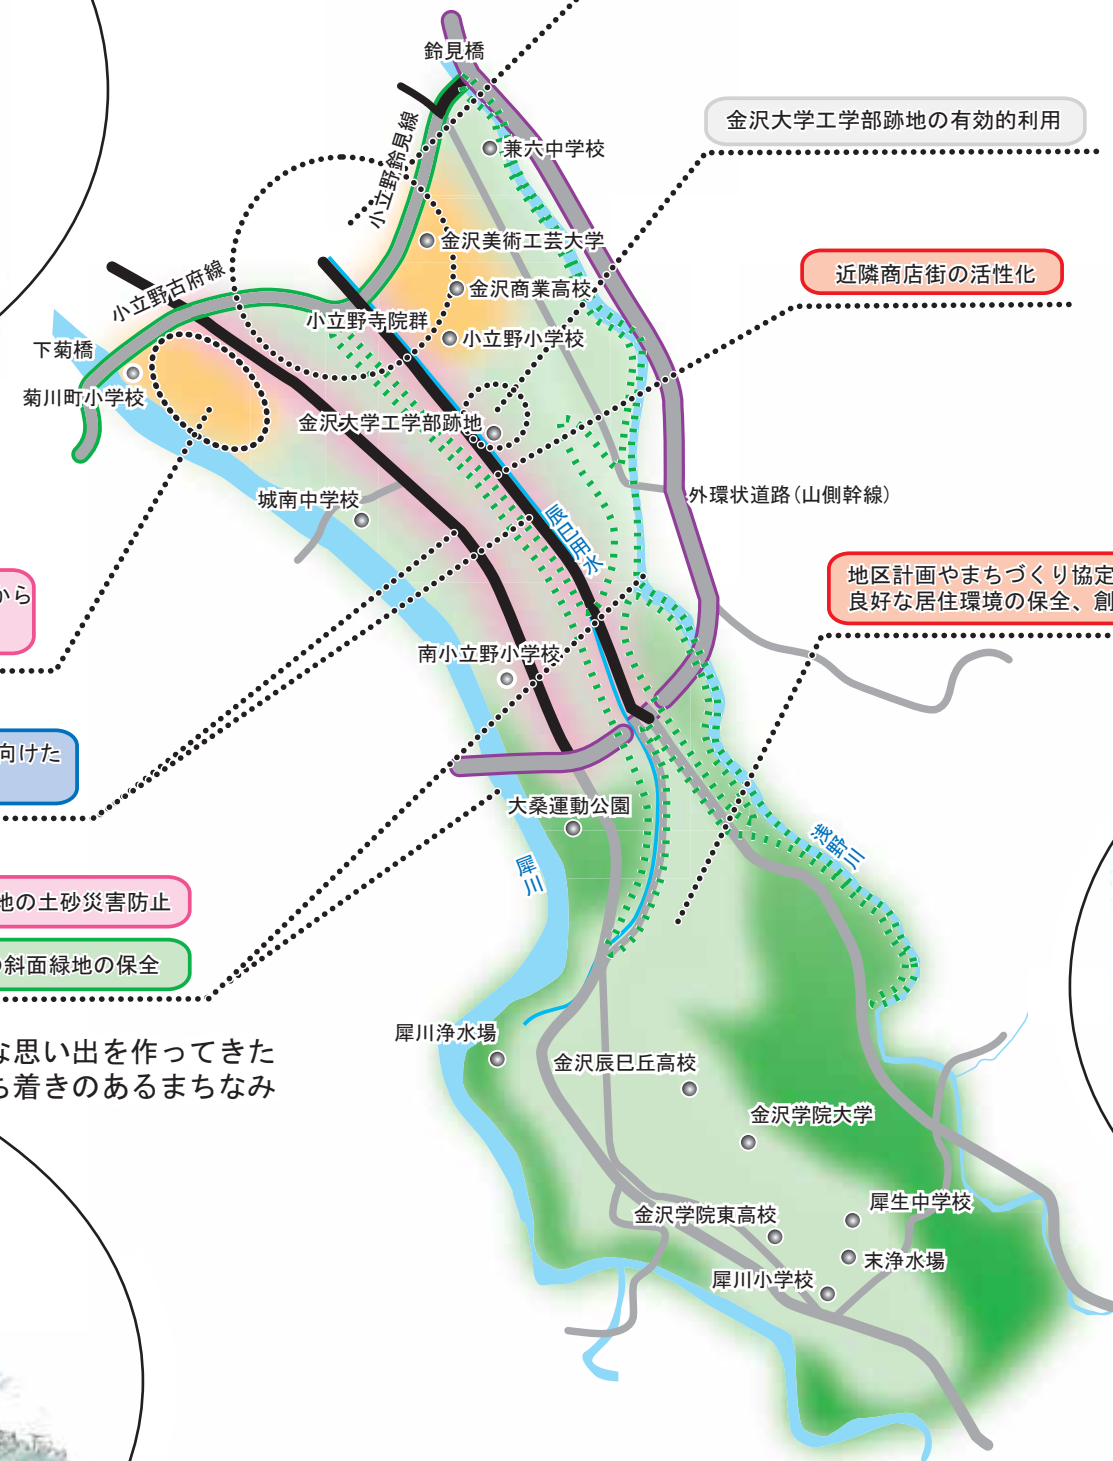 鈴見橋
金沢大学工学部跡地の有効的利用
小立野鈴見線
兼六中学校
金沢美術工芸大学
近隣商店街の活性化
小立野古府線
金沢商業高校
小立野寺院群
小立野小学校
下菊橋
菊川町小学校
金沢大学工学部跡地
城南中学校
外環状道路(山側幹線)
辰巳用水
から
地区計画やまちづくり協定
良好な居住環境の保全、創
南小立野小学校
向けた
大桑運動公園
浅野川
犀川
地の土砂災害防止
の斜面緑地の保全
犀川浄水場
な思い出を作ってきた
ち着きのあるまちなみ
金沢辰巳丘高校
金沢学院大学
犀生中学校
金沢学院東高校
末浄水場
犀川小学校